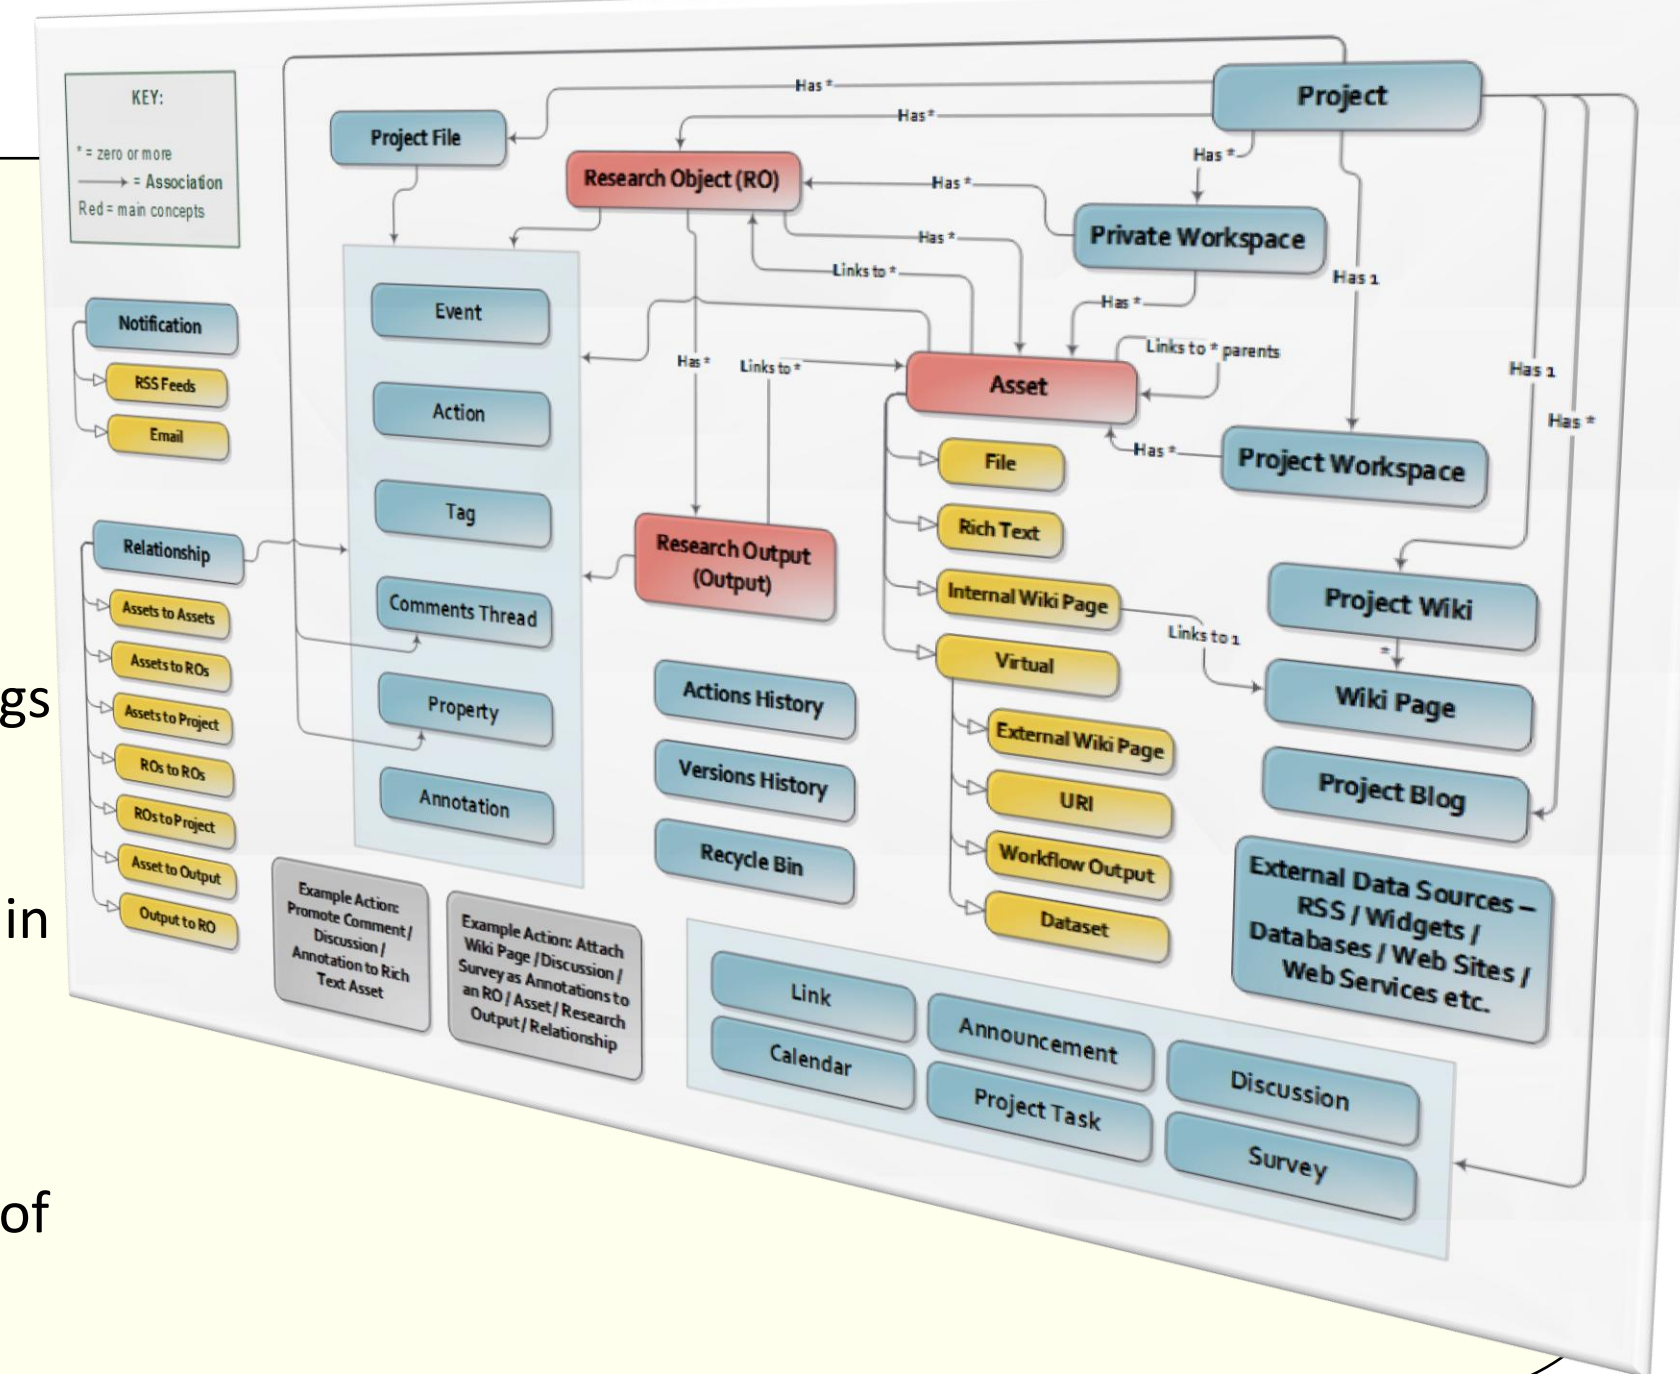 KEY:
* = zero or more
= Association
Red = main concepts
Project
Has *
Project File
Has*
Research Object (RO)
Has *
Has*
Private Workspace
Has*
Links to *
Has 1
Has *
Links to * parents
Event
Notification
RSS Feeds
Email
Has*
Links to*
Asset
Has 1
Has *
Action
File
Has *
Project Workspace
Tag
Rich Text
Relationship
Research Output
(Output)
Assets to Assets
Assets to ROs
Assets to Project
ROs to ROs
ROs to Project
Asset to Output
Output to RO
Comments Thread
Internal Wiki Page
Links to 1
Project Wiki
*
Virtual
Wiki Page
Property
Actions History
External Wiki Page
Project Blog
Versions History
URI
Annotation
Recycle Bin
Workflow Output
Dataset
External Data Sources –
RSS / Widgets /
Databases / Web Sites /
Web Services etc.
Example Action:
Promote Comment /
Discussion /
Annotation to Rich
Text Asset
Example Action: Attach
Wiki Page / Discussion /
Survey as Annotations to
an RO / Asset / Research
Output / Relationship
Link
Announcement
Discussion
Calendar
Project Task
Survey
gs
in
of